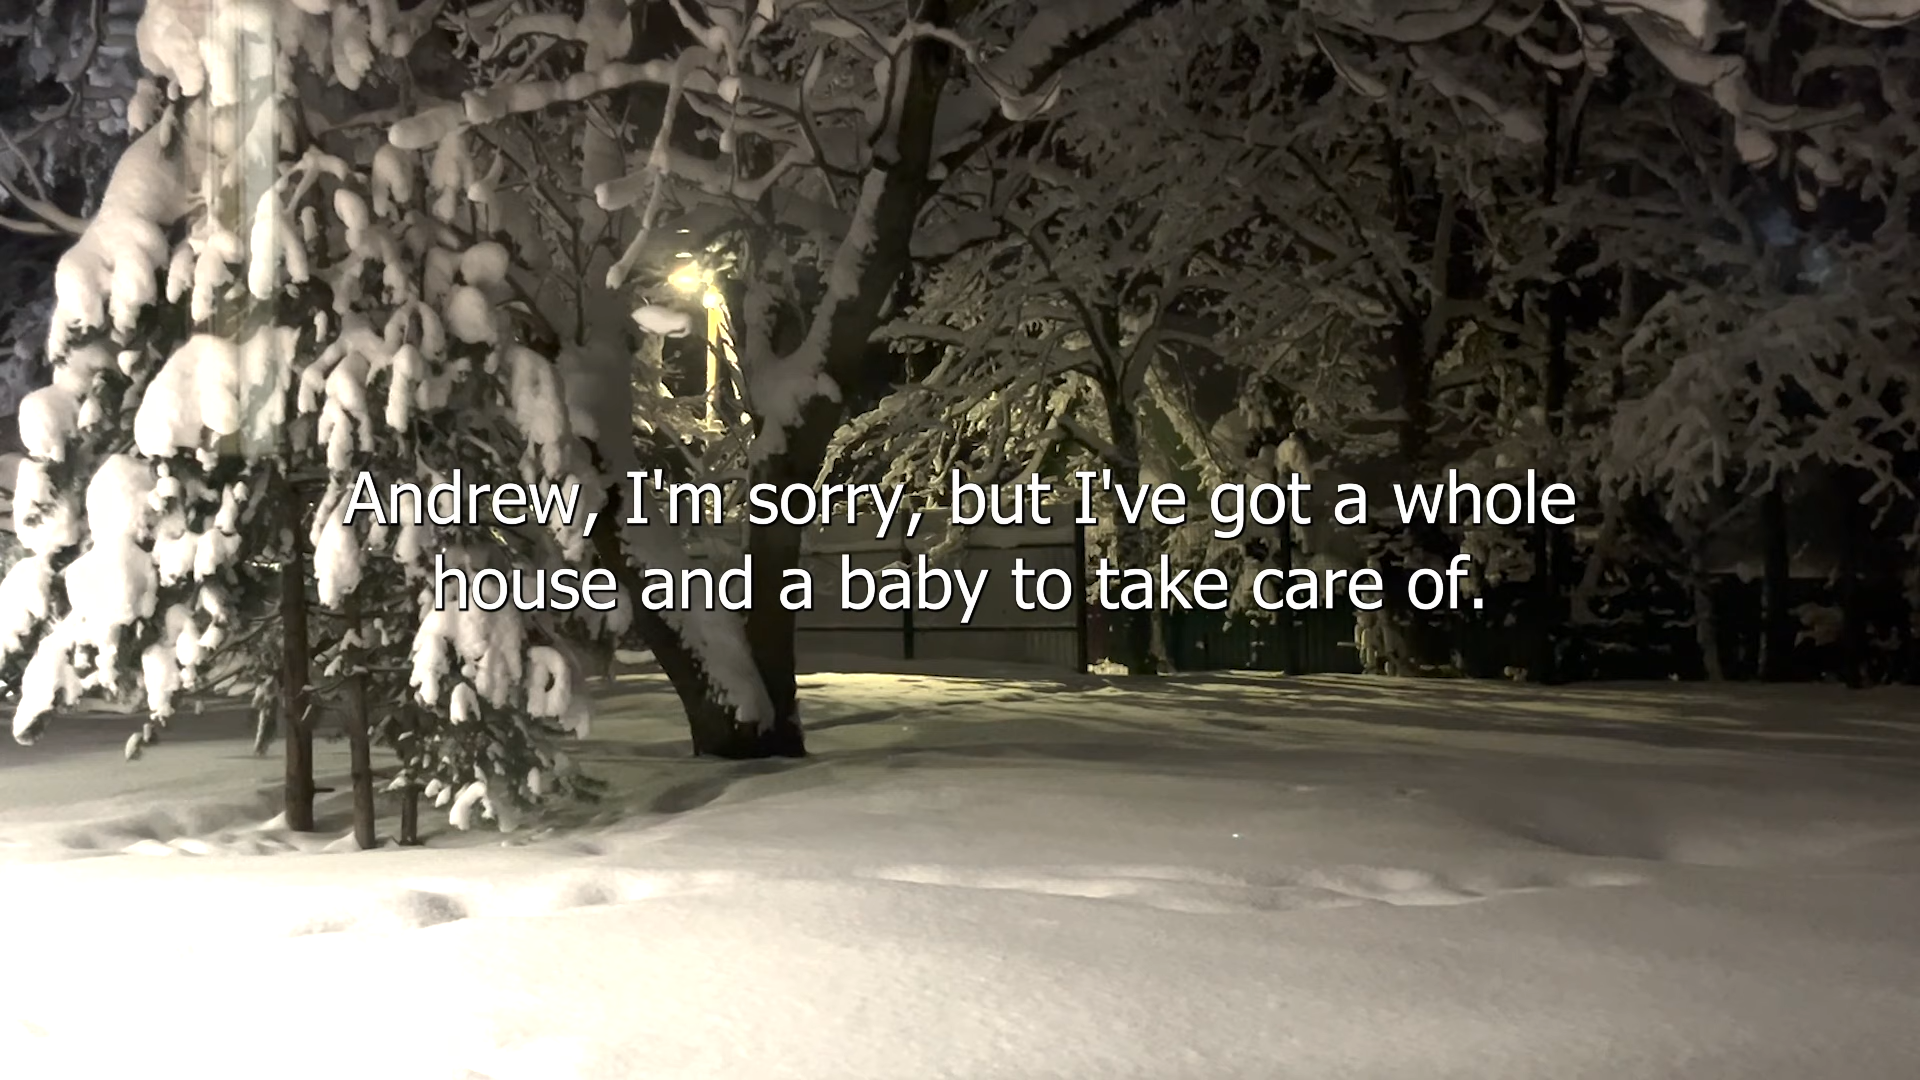 Andrew, I'm sorry, but I've got a whole
house and a baby to take care of.